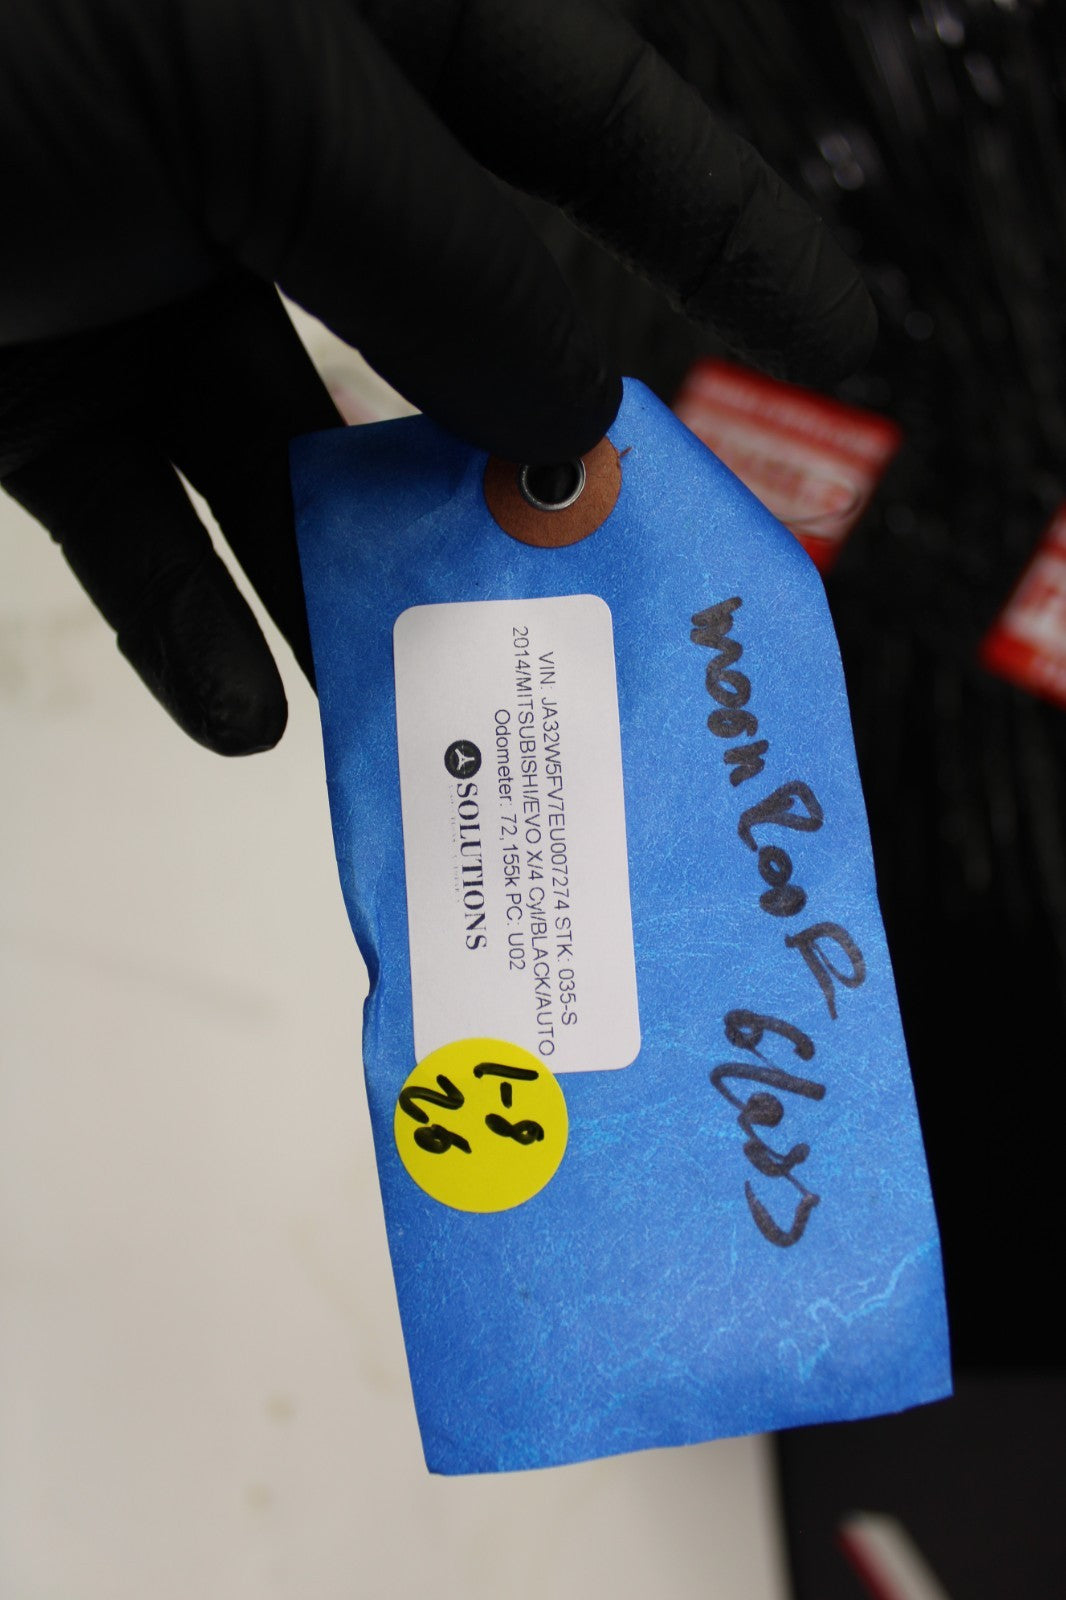 moonRooF Glass
VIN: JA32W5FV7EU007274 STK: 035-S
2014/MITSUBISHI/EVO X/4 Cyl/BLACK/AUTO
Odometer: 72,155k PC: U02
SOLUTIONS
1-8
26